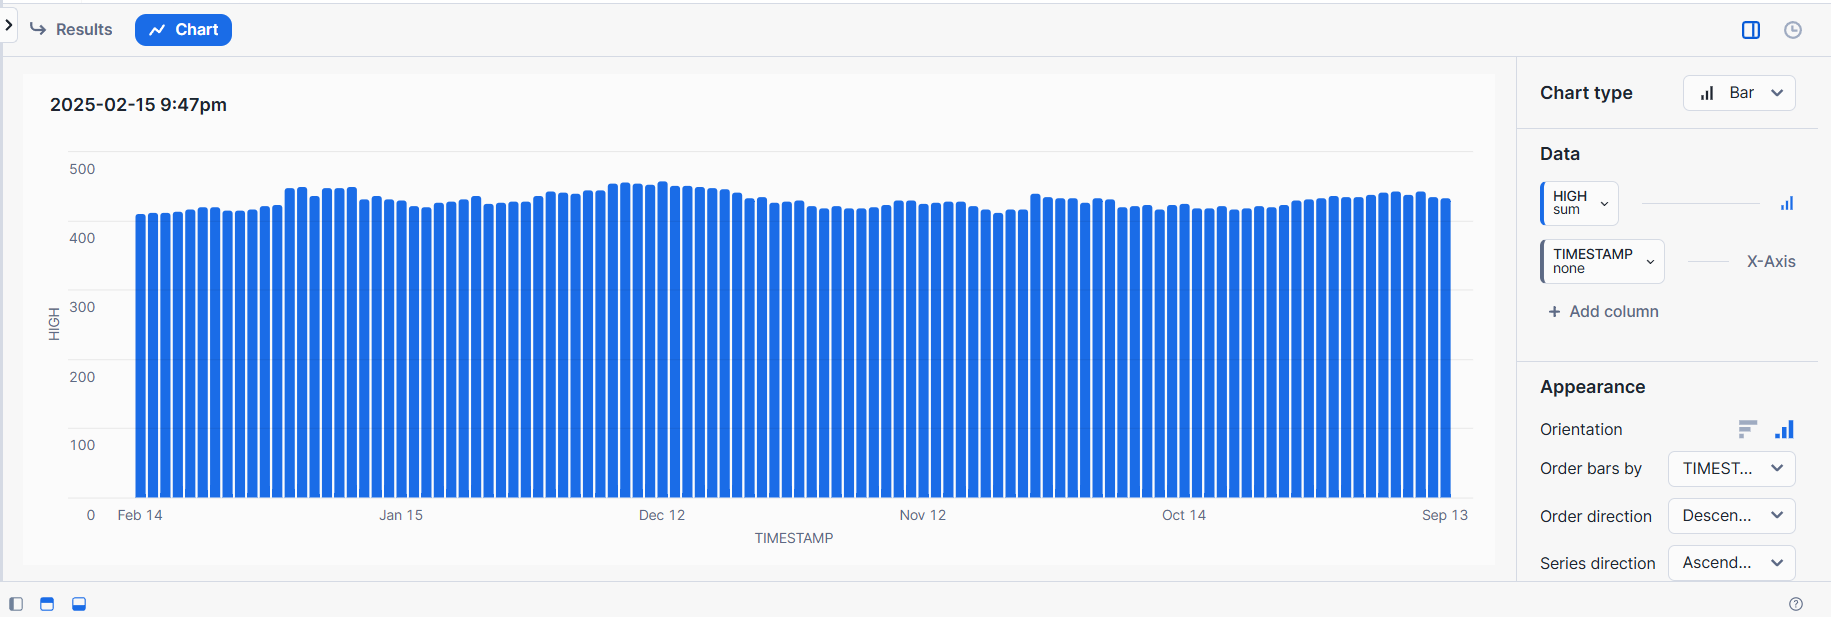 Results
Chart
2025-02-15 9:47pm
500
400
300
200
100
0
HIGH
Feb 14 Jan 15 Dec 12 Nov 12 Oct 14 Sep 13
TIMESTAMP
Chart type Bar
Data
HIGH
sum
TIMESTAMP
none
X-Axis
+ Add column
Appearance
Orientation
Order bars by TIMEST...
Order direction Descen...
Series direction Ascend...